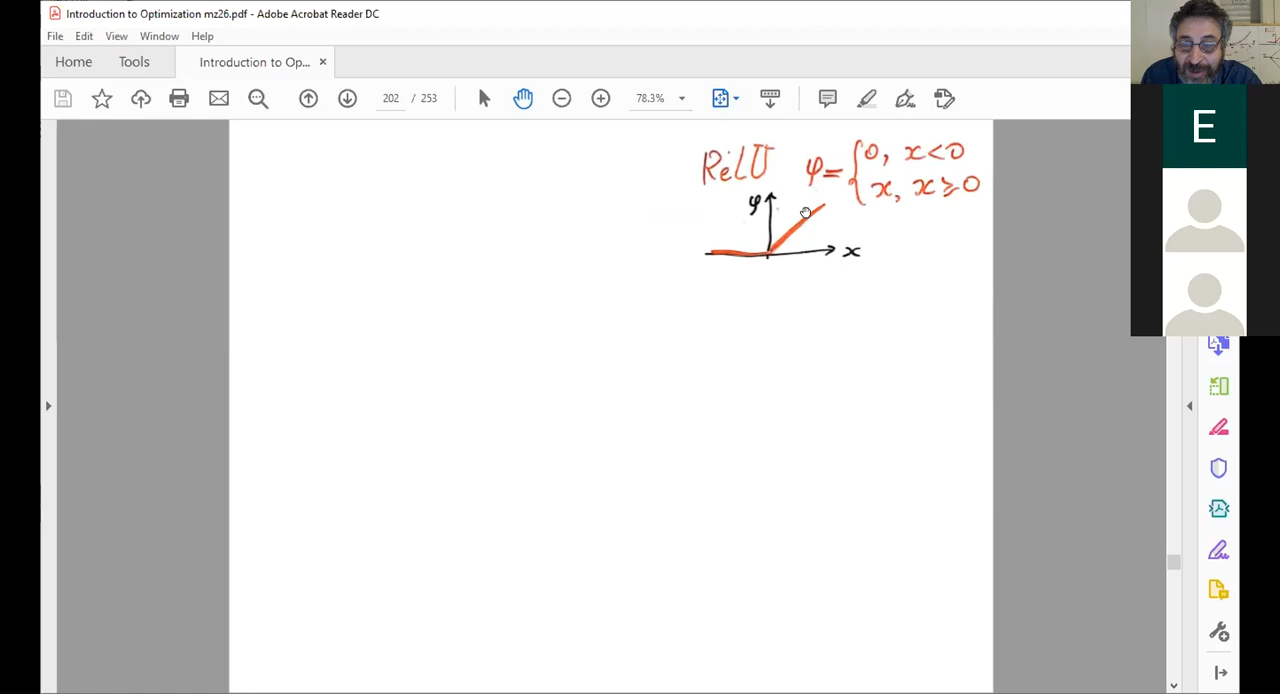 Introduction to Optimization mz26.pdf - Adobe Acrobat Reader DC
File Edit View Window Help
Home Tools Introduction to Op... ×
202 / 253 78.3%
E
ReLU φ = { 0, x < 0
x, x ≥ 0
φ
x